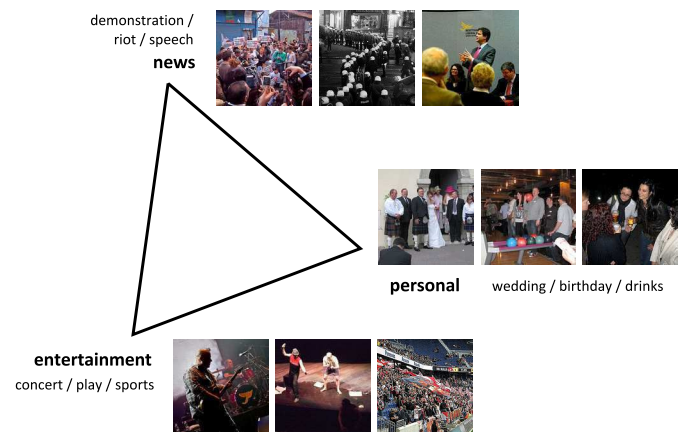 demonstration /
riot / speech
news
personal
wedding / birthday / drinks
entertainment
concert / play / sports